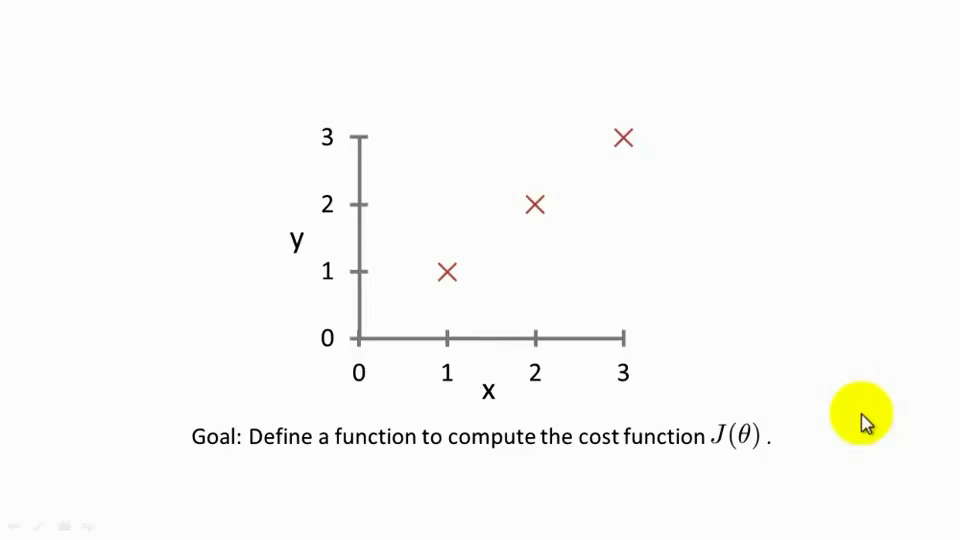 3
2
y
1
0
0 1 2 3
x
Goal: Define a function to compute the cost function J(θ) .